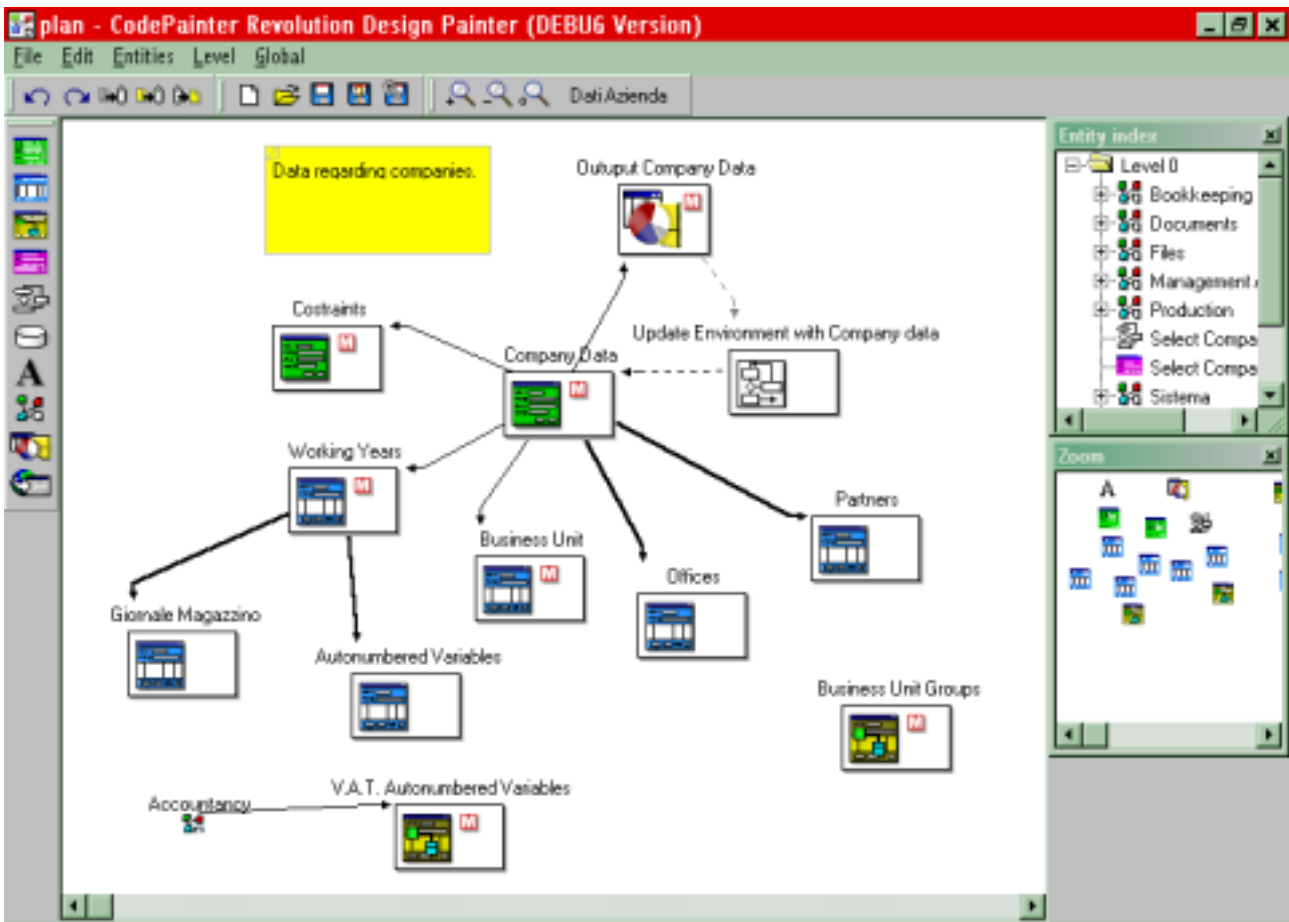 plan - CodePainter Revolution Design Painter (DEBUG Version)
File Edit Entities Level Global
DatiAzienda
Data regarding companies.
Outuput Company Data
Costraints
Update Environment with Company data
Company Data
Working Years
Partners
Business Unit
Offices
Giornale Magazzino
Autonumbered Variables
Business Unit Groups
V.A.T. Autonumbered Variables
Accountancy
Entity index
Level 0
Bookkeeping
Documents
Files
Management
Production
Select Compa
Select Compa
Sistema
Zoom